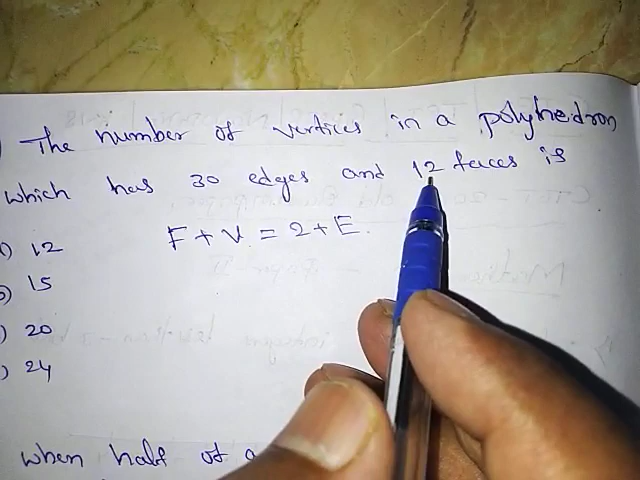 The number of vertices in a polyhedron
which has 30 edges and 12 faces is
) 12
F + V = 2 + E.
) 15
) 20
) 24
when half of a